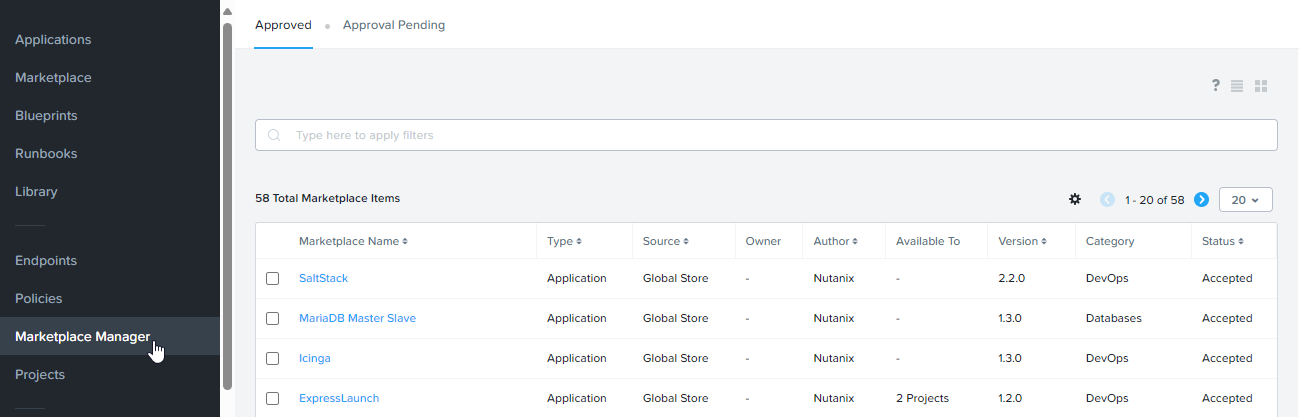 Applications
Marketplace
Blueprints
Runbooks
Library
Endpoints
Policies
Marketplace Manager
Projects
Approved Approval Pending
?
Type here to apply filters
58 Total Marketplace Items 1 - 20 of 58 20
Marketplace Name Type Source Owner Author Available To Version Category Status
SaltStack Application Global Store - Nutanix - 2.2.0 DevOps Accepted
MariaDB Master Slave Application Global Store - Nutanix - 1.3.0 Databases Accepted
Icinga Application Global Store - Nutanix - 1.3.0 DevOps Accepted
ExpressLaunch Application Global Store - Nutanix 2 Projects 1.2.0 DevOps Accepted